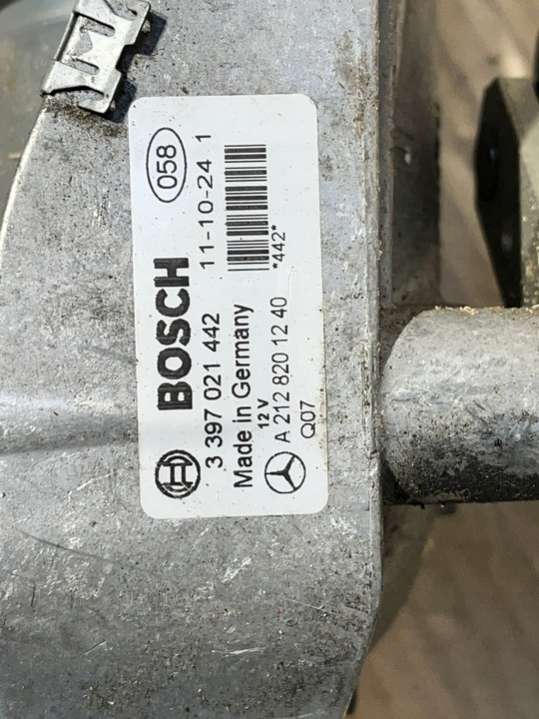 058
11-10-24 1
*442*
BOSCH
3 397 021 442
Made in Germany
12 V
A 212 820 12 40
Q07